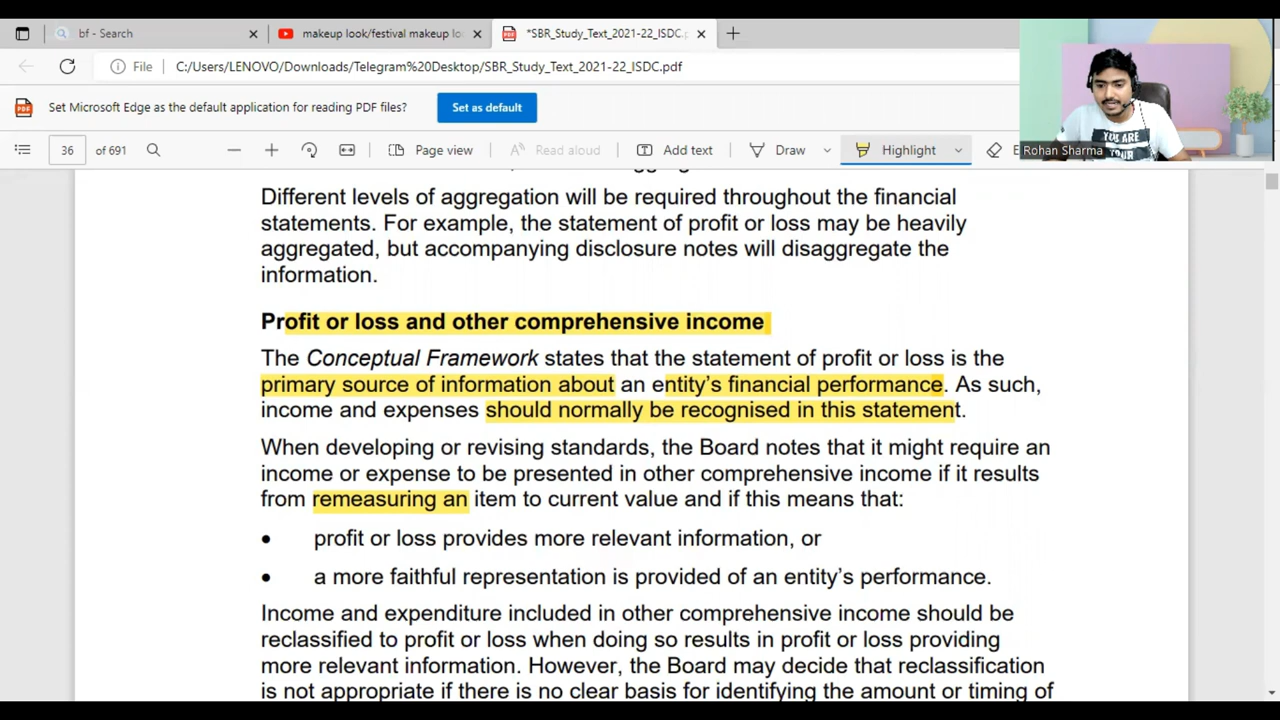 bf - Search
makeup look/festival makeup lo
*SBR_Study_Text_2021-22_ISDC.p
File
C:/Users/LENOVO/Downloads/Telegram%20Desktop/SBR_Study_Text_2021-22_ISDC.pdf
Set Microsoft Edge as the default application for reading PDF files?
Set as default
36
of 691
Page view
Read aloud
Add text
Draw
Highlight
E
YOU ARE
YOUR
Rohan Sharma
Different levels of aggregation will be required throughout the financial
statements. For example, the statement of profit or loss may be heavily
aggregated, but accompanying disclosure notes will disaggregate the
information.
Profit or loss and other comprehensive income
The Conceptual Framework states that the statement of profit or loss is the
primary source of information about an entity's financial performance. As such,
income and expenses should normally be recognised in this statement.
When developing or revising standards, the Board notes that it might require an
income or expense to be presented in other comprehensive income if it results
from remeasuring an item to current value and if this means that:
• profit or loss provides more relevant information, or
• a more faithful representation is provided of an entity's performance.
Income and expenditure included in other comprehensive income should be
reclassified to profit or loss when doing so results in profit or loss providing
more relevant information. However, the Board may decide that reclassification
is not appropriate if there is no clear basis for identifying the amount or timing of